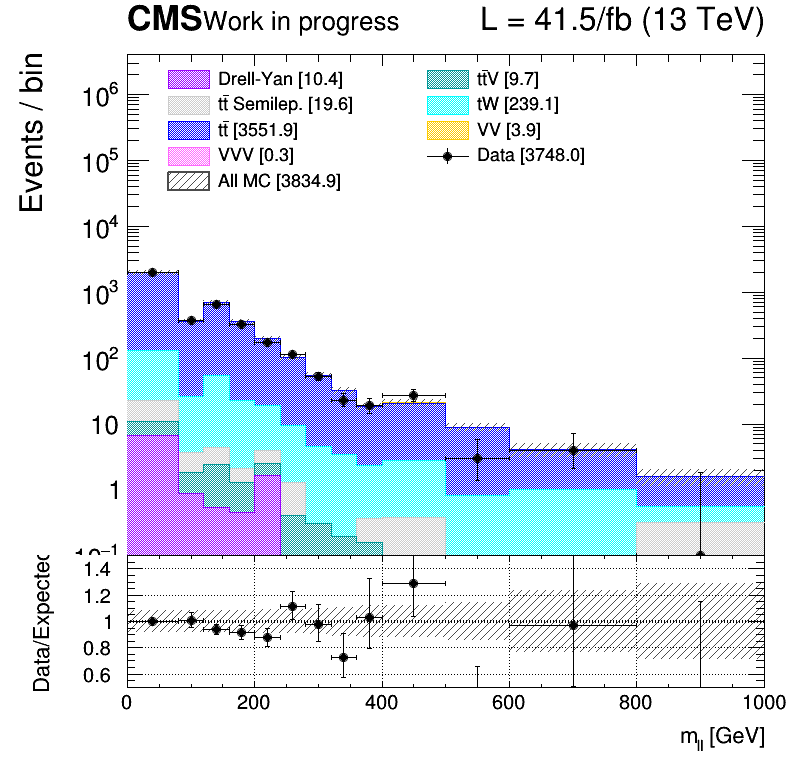 CMS Work in progress L = 41.5/fb (13 TeV)
Events / bin
Drell-Yan [10.4]
tt̄V [9.7]
tt̄ Semilep. [19.6]
tW [239.1]
tt̄ [3551.9]
VV [3.9]
VVV [0.3]
Data [3748.0]
All MC [3834.9]
10⁶
10⁵
10⁴
10³
10²
10
1
10⁻¹
Data/Expected
1.4
1.2
1
0.8
0.6
0 200 400 600 800 1000
m_ll [GeV]